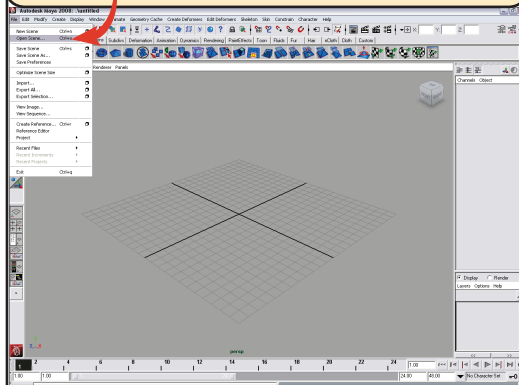 Autodesk Maya 2008: .\untitled
File Edit Modify Create Display Window Animate Geometry Cache Create Deformers Edit Deformers Skeleton Skin Constrain Character Help
New Scene Ctrl+n
Open Scene... Ctrl+o
Save Scene Ctrl+s
Save Scene As...
Save Preferences
Optimize Scene Size
Import...
Export All...
Export Selection...
View Image...
View Sequence...
Create Reference... Ctrl+r
Reference Editor
Project
Recent Files
Recent Increments
Recent Projects
Exit Ctrl+q
X: Y: Z:
Subdivs Deformation Animation Dynamics Rendering PaintEffects Toon Fluids Fur Hair nCloth Cloth Custom
Renderer Panels
Channels Object
Display Render
Layers Options Help
persp
1 2 4 6 8 10 12 14 16 18 20 22 24
1.00
1.00 1.00 24.00 48.00 No Character Set